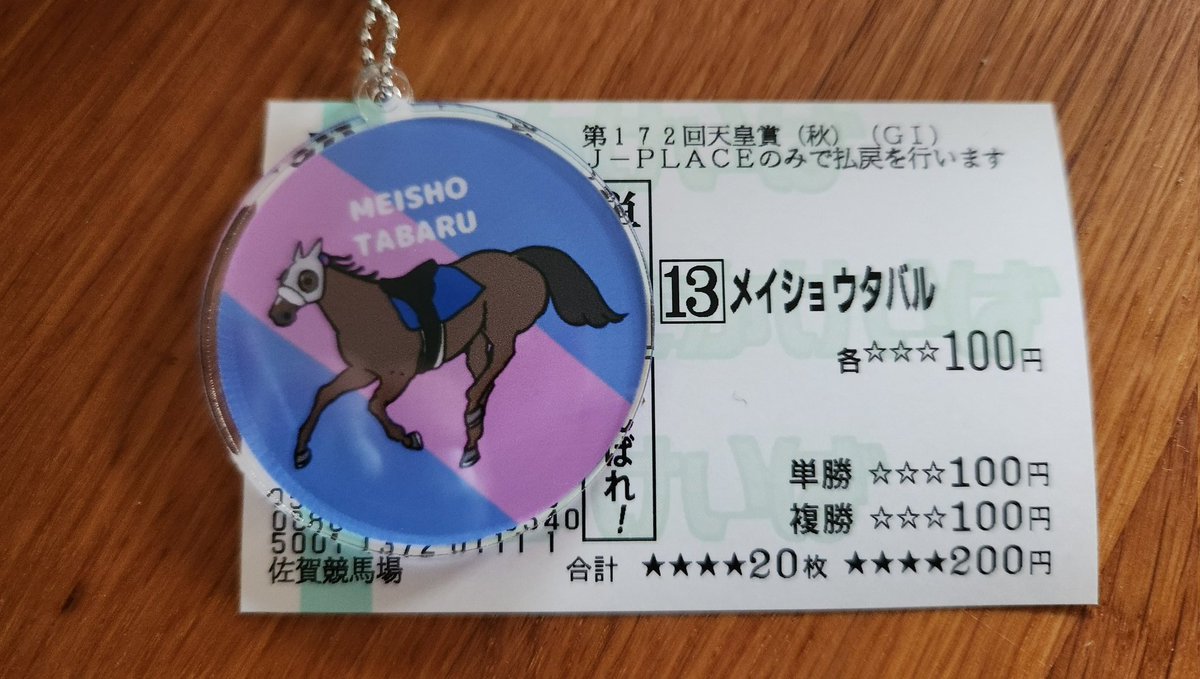 第172回天皇賞（秋）（GI）
J-PLACEのみで払戻を行います
MEISHO
TABARU
13 メイショウタバル
各☆☆☆100円
ばれ！
単勝 ☆☆☆100円
複勝 ☆☆☆100円
合計 ★★★★20枚 ★★★★200円
佐賀競馬場